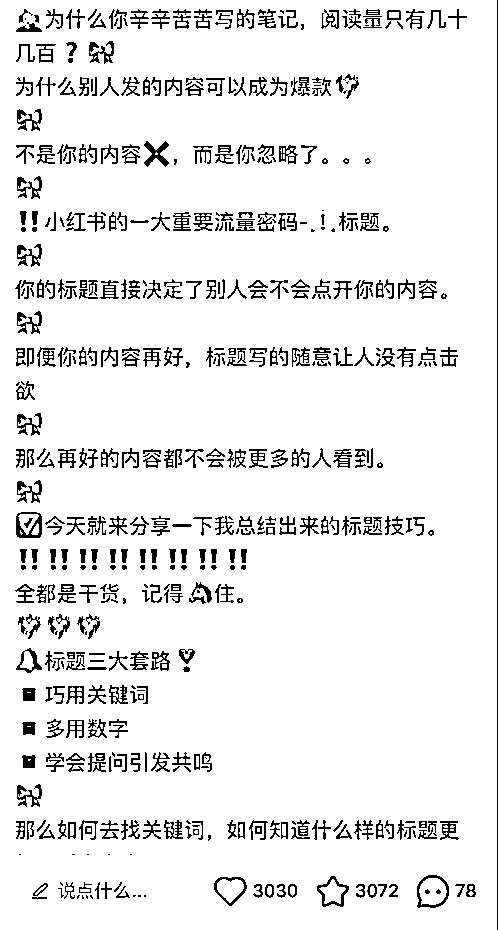 为什么你辛辛苦苦写的笔记，阅读量只有几十
几百？
为什么别人发的内容可以成为爆款
不是你的内容❌，而是你忽略了。。。
‼️小红书的一大重要流量密码-.!.标题。
你的标题直接决定了别人会不会点开你的内容。
即便你的内容再好，标题写的随意让人没有点击
欲
那么再好的内容都不会被更多的人看到。
✅今天就来分享一下我总结出来的标题技巧。
‼️‼️‼️‼️‼️‼️‼️‼️
全都是干货，记得🐴住。
🔔标题三大套路
▪️巧用关键词
▪️多用数字
▪️学会提问引发共鸣
那么如何去找关键词，如何知道什么样的标题更
说点什么... 3030 3072 78